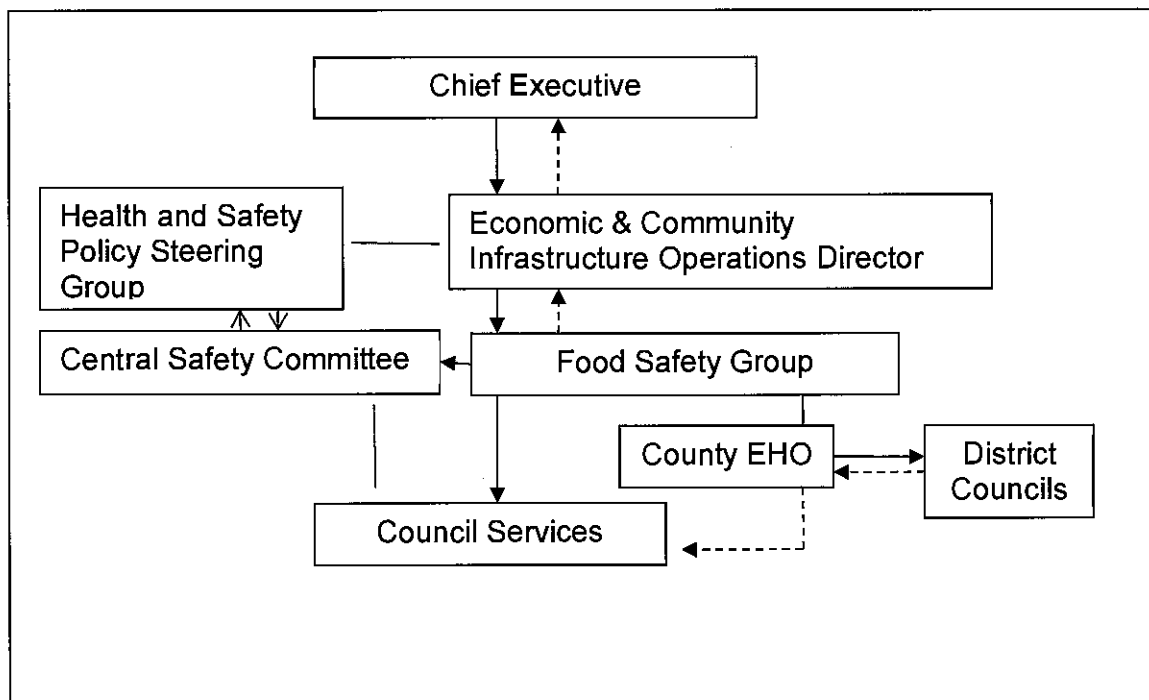 Chief Executive
Health and Safety
Policy Steering
Group
Economic & Community
Infrastructure Operations Director
Central Safety Committee
Food Safety Group
County EHO
District
Councils
Council Services